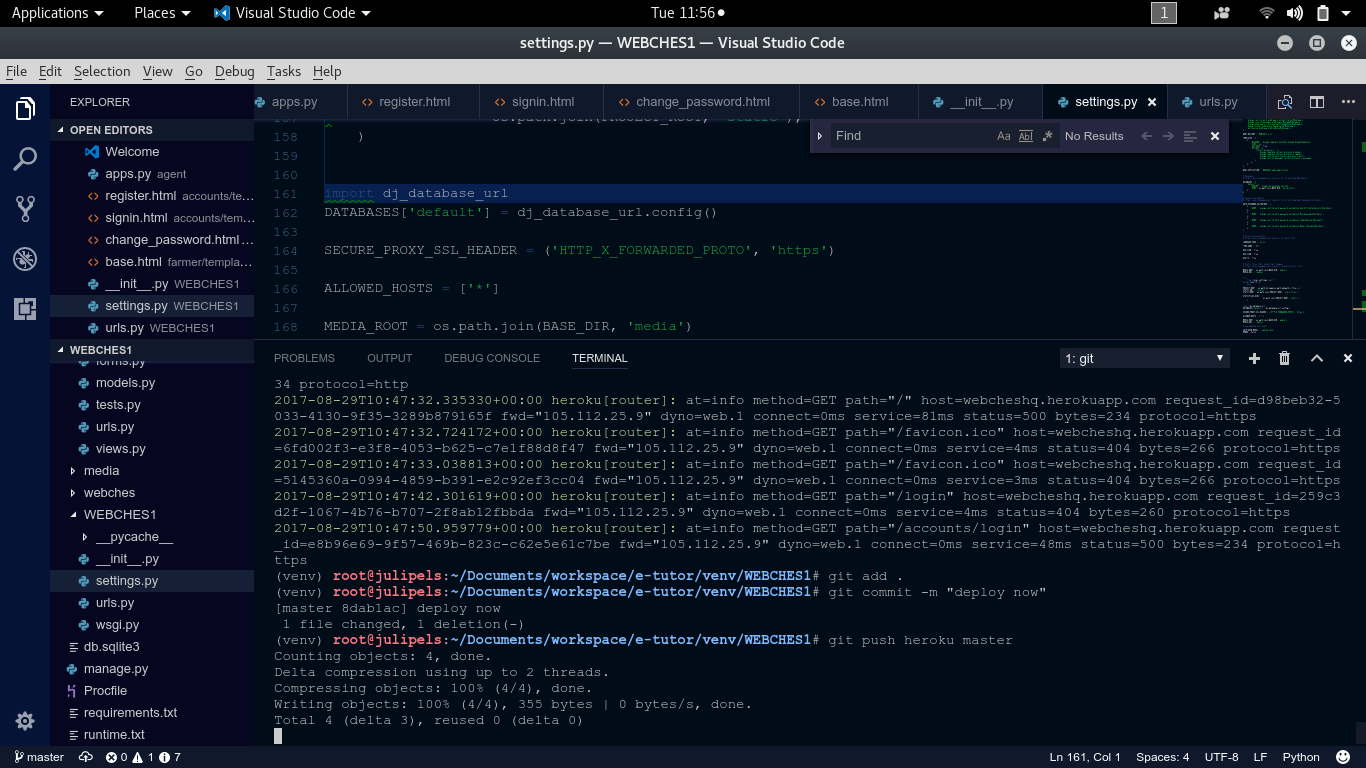 Applications Places Visual Studio Code Tue 11:56 1
settings.py — WEBCHES1 — Visual Studio Code
File Edit Selection View Go Debug Tasks Help
EXPLORER
OPEN EDITORS
Welcome
apps.py agent
register.html accounts/te...
signin.html accounts/tem...
change_password.html ...
base.html farmer/templa...
__init__.py WEBCHES1
settings.py WEBCHES1
urls.py WEBCHES1
WEBCHES1
forms.py
models.py
tests.py
urls.py
views.py
media
webches
WEBCHES1
__pycache__
__init__.py
settings.py
urls.py
wsgi.py
db.sqlite3
manage.py
Procfile
requirements.txt
runtime.txt
apps.py register.html signin.html change_password.html base.html __init__.py settings.py urls.py
Find Aa Abl .* No Results
157 os.path.join(PROJECT_ROOT, 'static'),
158 )
159
160
161 import dj_database_url
162 DATABASES['default'] = dj_database_url.config()
163
164 SECURE_PROXY_SSL_HEADER = ('HTTP_X_FORWARDED_PROTO', 'https')
165
166 ALLOWED_HOSTS = ['*']
167
168 MEDIA_ROOT = os.path.join(BASE_DIR, 'media')
PROBLEMS OUTPUT DEBUG CONSOLE TERMINAL 1: git
34 protocol=http
2017-08-29T10:47:32.335330+00:00 heroku[router]: at=info method=GET path="/" host=webcheshq.herokuapp.com request_id=d98beb32-5
033-4130-9f35-3289b879165f fwd="105.112.25.9" dyno=web.1 connect=0ms service=81ms status=500 bytes=234 protocol=https
2017-08-29T10:47:32.724172+00:00 heroku[router]: at=info method=GET path="/favicon.ico" host=webcheshq.herokuapp.com request_id
=6fd002f3-e3f8-4053-b625-c7e1f88d8f47 fwd="105.112.25.9" dyno=web.1 connect=0ms service=4ms status=404 bytes=266 protocol=https
2017-08-29T10:47:33.038813+00:00 heroku[router]: at=info method=GET path="/favicon.ico" host=webcheshq.herokuapp.com request_id
=5145360a-0994-4859-b391-e2c92ef3cc04 fwd="105.112.25.9" dyno=web.1 connect=0ms service=3ms status=404 bytes=266 protocol=https
2017-08-29T10:47:42.301619+00:00 heroku[router]: at=info method=GET path="/login" host=webcheshq.herokuapp.com request_id=259c3
d2f-1067-4b76-b707-2f8ab12fbbda fwd="105.112.25.9" dyno=web.1 connect=0ms service=4ms status=404 bytes=260 protocol=https
2017-08-29T10:47:50.959779+00:00 heroku[router]: at=info method=GET path="/accounts/login" host=webcheshq.herokuapp.com request
_id=e8b96e69-9f57-469b-823c-c62e5e61c7be fwd="105.112.25.9" dyno=web.1 connect=0ms service=48ms status=500 bytes=234 protocol=h
ttps
(venv) root@julipels:~/Documents/workspace/e-tutor/venv/WEBCHES1# git add .
(venv) root@julipels:~/Documents/workspace/e-tutor/venv/WEBCHES1# git commit -m "deploy now"
[master 8dab1ac] deploy now
1 file changed, 1 deletion(-)
(venv) root@julipels:~/Documents/workspace/e-tutor/venv/WEBCHES1# git push heroku master
Counting objects: 4, done.
Delta compression using up to 2 threads.
Compressing objects: 100% (4/4), done.
Writing objects: 100% (4/4), 355 bytes | 0 bytes/s, done.
Total 4 (delta 3), reused 0 (delta 0)
master 0 1 7 Ln 161, Col 1 Spaces: 4 UTF-8 LF Python